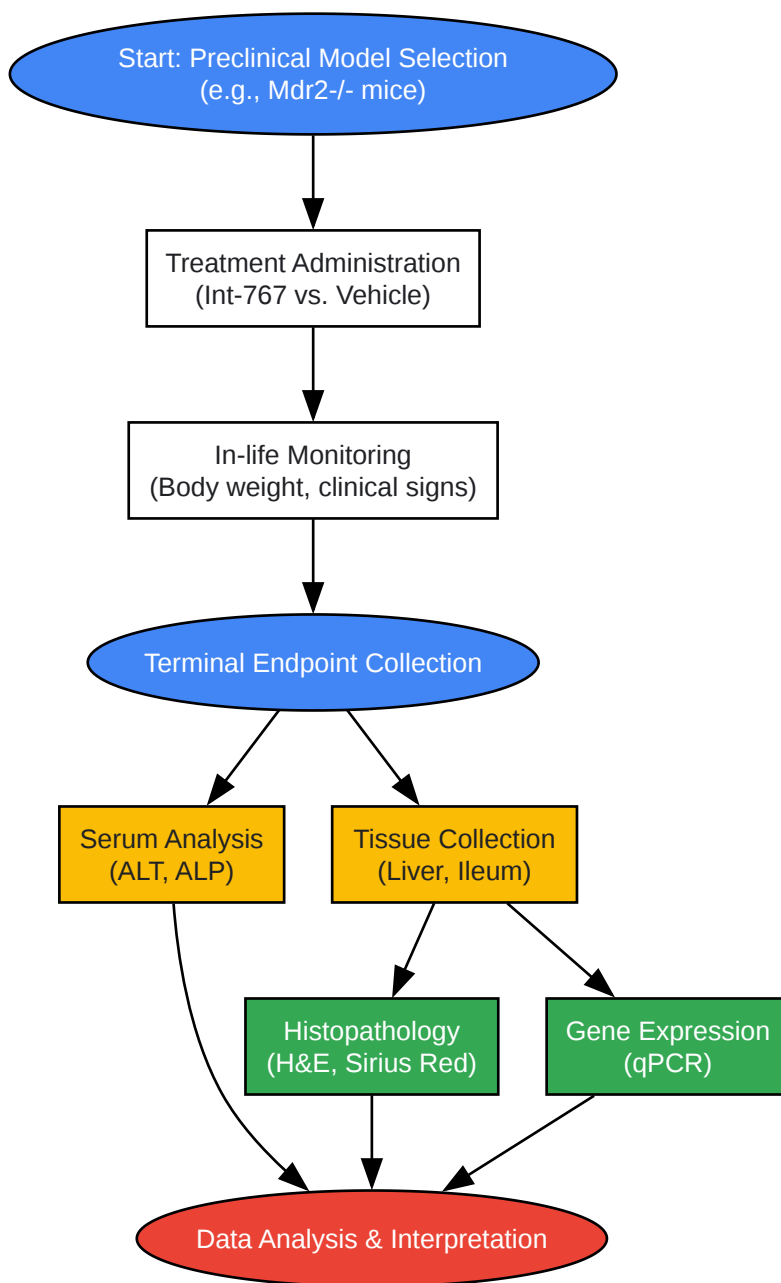 Start: Preclinical Model Selection
(e.g., Mdr2-/- mice)
Treatment Administration
(Int-767 vs. Vehicle)
In-life Monitoring
(Body weight, clinical signs)
Terminal Endpoint Collection
Serum Analysis
(ALT, ALP)
Tissue Collection
(Liver, Ileum)
Histopathology
(H&E, Sirius Red)
Gene Expression
(qPCR)
Data Analysis & Interpretation